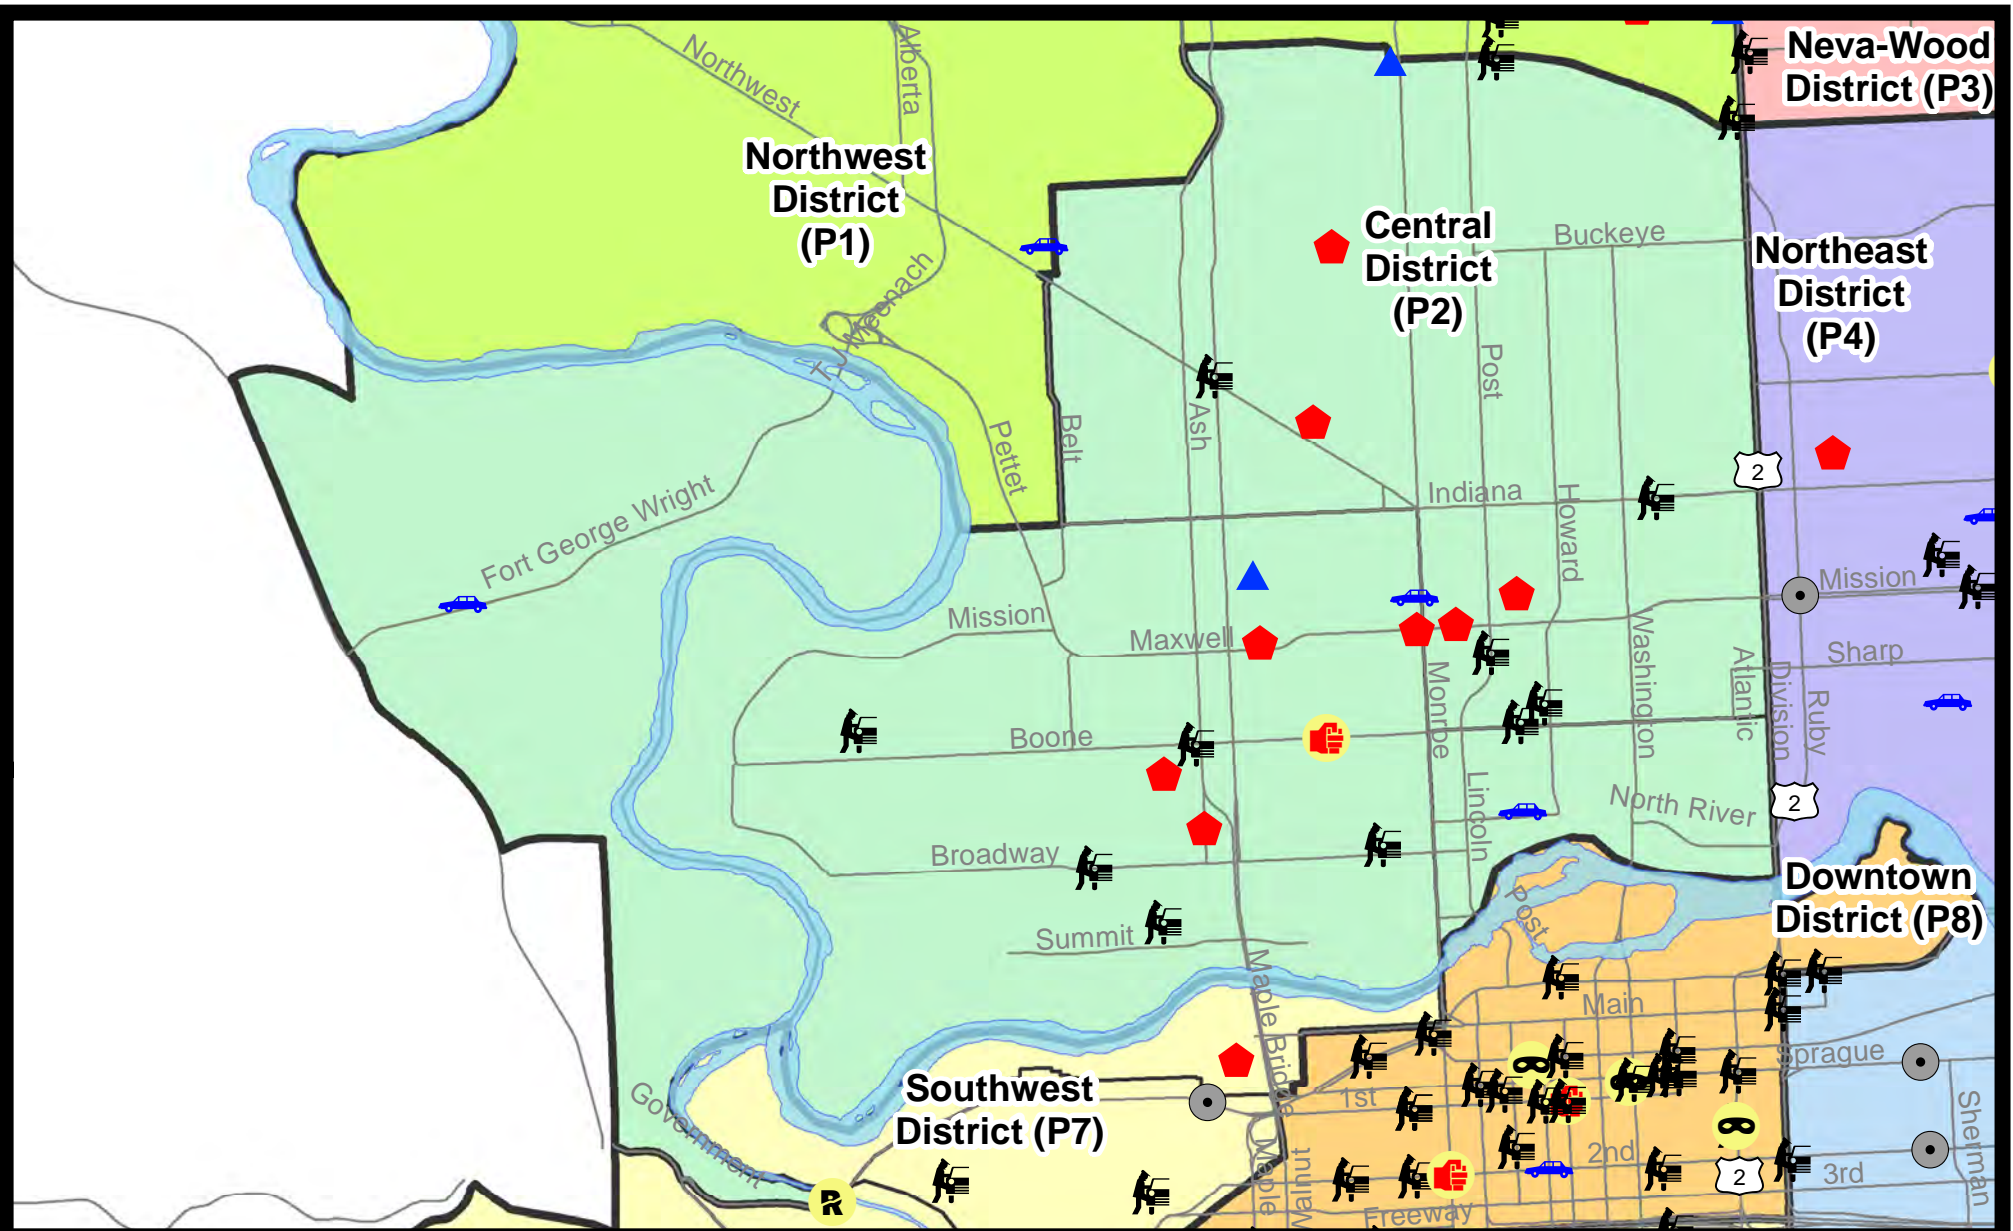 Neva-Wood
District (P3)
Northwest
Alberta
Northwest
District
(P1)
Central
District
(P2)
Buckeye
Northeast
District
(P4)
T J Meenach
Post
Ash
Belt
Pettet
2
Indiana
Howard
Fort George Wright
Mission
Mission
Maxwell
Washington
Sharp
Monroe
Atlantic
Division
Ruby
Boone
Lincoln
North River
2
Broadway
Downtown
District (P8)
Post
Summit
Maple Bridge
Main
Sprague
Southwest
District (P7)
Government
1st
Sherman
2nd
3rd
Maple
Walnut
2
R
Freeway